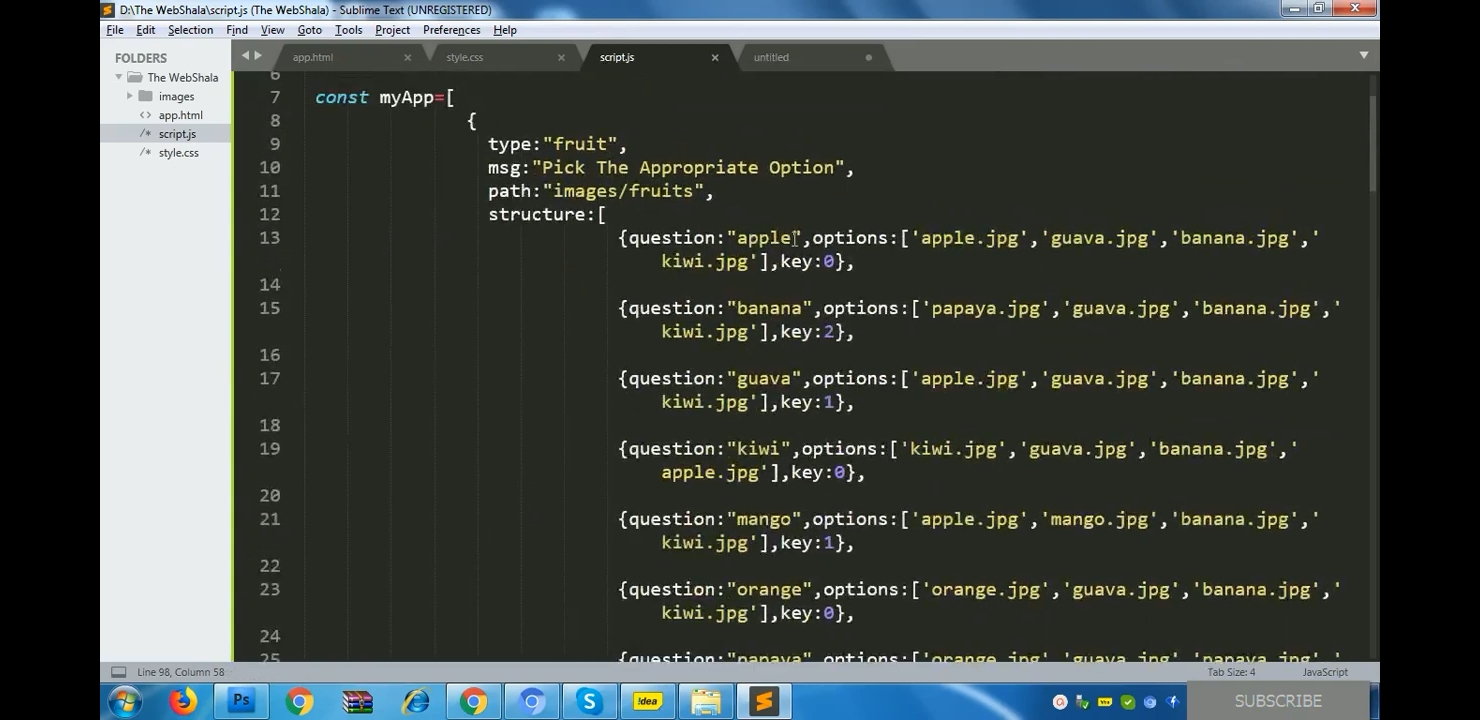 D:\The WebShala\script.js (The WebShala) - Sublime Text (UNREGISTERED)
File Edit Selection Find View Goto Tools Project Preferences Help
FOLDERS
The WebShala
images
app.html
script.js
style.css
app.html style.css script.js untitled
6
7 const myApp=[
8 {
9 type:"fruit",
10 msg:"Pick The Appropriate Option",
11 path:"images/fruits",
12 structure:[
13 {question:"apple",options:['apple.jpg','guava.jpg','banana.jpg','
kiwi.jpg'],key:0},
14
15 {question:"banana",options:['papaya.jpg','guava.jpg','banana.jpg','
kiwi.jpg'],key:2},
16
17 {question:"guava",options:['apple.jpg','guava.jpg','banana.jpg','
kiwi.jpg'],key:1},
18
19 {question:"kiwi",options:['kiwi.jpg','guava.jpg','banana.jpg','
apple.jpg'],key:0},
20
21 {question:"mango",options:['apple.jpg','mango.jpg','banana.jpg','
kiwi.jpg'],key:1},
22
23 {question:"orange",options:['orange.jpg','guava.jpg','banana.jpg','
kiwi.jpg'],key:0},
24
25 {question:"papaya",options:['orange.jpg','guava.jpg','papaya.jpg','
Line 98, Column 58 Tab Size: 4 JavaScript
Ps !dea SUBSCRIBE